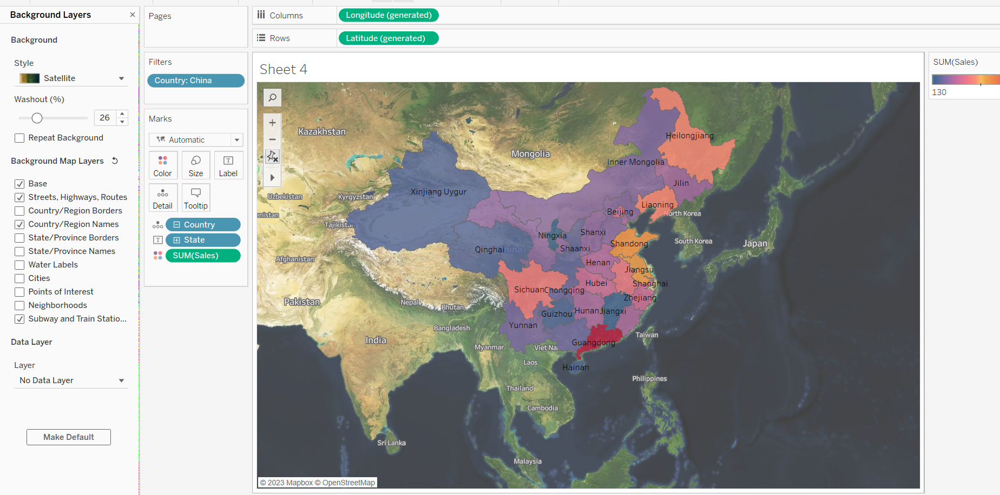 Background Layers
Background
Style
Satellite
Washout (%)
26
Repeat Background
Background Map Layers
Base
Streets, Highways, Routes
Country/Region Borders
Country/Region Names
State/Province Borders
State/Province Names
Water Labels
Cities
Points of Interest
Neighborhoods
Subway and Train Statio...
Data Layer
Layer
No Data Layer
Make Default
Pages
Filters
Country: China
Marks
Automatic
Color
Size
Label
Detail
Tooltip
Country
State
SUM(Sales)
Columns
Longitude (generated)
Rows
Latitude (generated)
Sheet 4
Kazakhstan
Mongolia
Heilongjiang
Inner Mongolia
Jilin
Xinjiang Uygur
Uzbekistan
Kyrgyzstan
Liaoning
Beijing
North Korea
enistan
Tajikista
Ningxia
Shanxi
Shandong
South Korea
Japan
Qinghai
China
Shaanxi
Afghanistan
Henan
Jiangsu
Hubei
Shanghai
Sichuan
Chongqing
Zhejiang
Pakistan
Nepal
Bhutan
Guizhou
Hunan
Jiangxi
Yunnan
Bangladesh
Taiwan
India
Guangdong
Myanmar
Viet Na
Laos
Hainan
Philippines
Thailand
Cambodia
Sri Lanka
Malaysia
© 2023 Mapbox © OpenStreetMap
SUM(Sales)
130